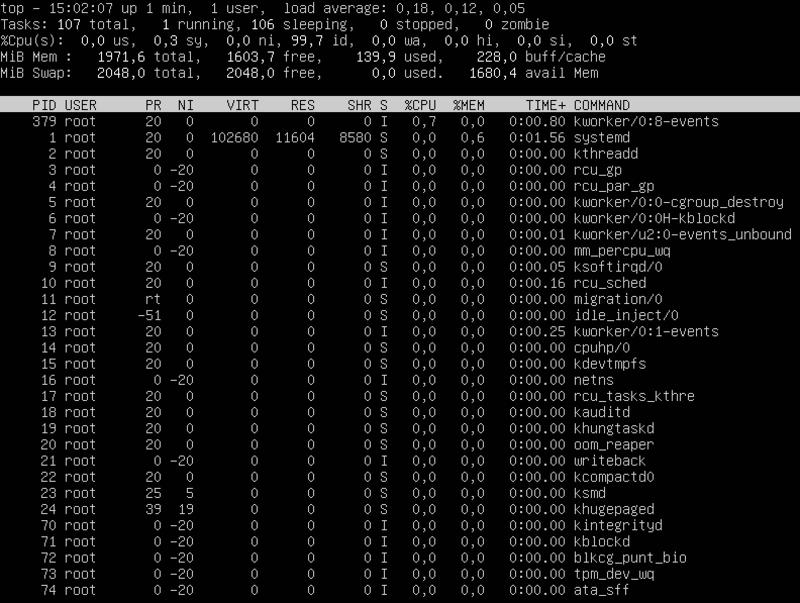 top - 15:02:07 up 1 min,  1 user,  load average: 0,18, 0,12, 0,05
Tasks: 107 total,   1 running, 106 sleeping,   0 stopped,   0 zombie
%Cpu(s):  0,0 us,  0,3 sy,  0,0 ni, 99,7 id,  0,0 wa,  0,0 hi,  0,0 si,  0,0 st
MiB Mem :   1971,6 total,   1603,7 free,    139,9 used,    228,0 buff/cache
MiB Swap:   2048,0 total,   2048,0 free,      0,0 used.   1680,4 avail Mem
PID USER      PR  NI    VIRT    RES    SHR S  %CPU  %MEM     TIME+ COMMAND
379 root      20   0       0      0      0 I   0,7   0,0   0:00.80 kworker/0:8-events
1 root      20   0  102680  11604   8580 S   0,0   0,6   0:01.56 systemd
2 root      20   0       0      0      0 S   0,0   0,0   0:00.00 kthreadd
3 root       0 -20       0      0      0 I   0,0   0,0   0:00.00 rcu_gp
4 root       0 -20       0      0      0 I   0,0   0,0   0:00.00 rcu_par_gp
5 root      20   0       0      0      0 I   0,0   0,0   0:00.00 kworker/0:0-cgroup_destroy
6 root       0 -20       0      0      0 I   0,0   0,0   0:00.00 kworker/0:0H-kblockd
7 root      20   0       0      0      0 I   0,0   0,0   0:00.01 kworker/u2:0-events_unbound
8 root       0 -20       0      0      0 I   0,0   0,0   0:00.00 mm_percpu_wq
9 root      20   0       0      0      0 S   0,0   0,0   0:00.05 ksoftirqd/0
10 root      20   0       0      0      0 I   0,0   0,0   0:00.16 rcu_sched
11 root      rt   0       0      0      0 S   0,0   0,0   0:00.00 migration/0
12 root     -51   0       0      0      0 S   0,0   0,0   0:00.00 idle_inject/0
13 root      20   0       0      0      0 I   0,0   0,0   0:00.25 kworker/0:1-events
14 root      20   0       0      0      0 S   0,0   0,0   0:00.00 cpuhp/0
15 root      20   0       0      0      0 S   0,0   0,0   0:00.00 kdevtmpfs
16 root       0 -20       0      0      0 I   0,0   0,0   0:00.00 netns
17 root      20   0       0      0      0 S   0,0   0,0   0:00.00 rcu_tasks_kthre
18 root      20   0       0      0      0 S   0,0   0,0   0:00.00 kauditd
19 root      20   0       0      0      0 S   0,0   0,0   0:00.00 khungtaskd
20 root      20   0       0      0      0 S   0,0   0,0   0:00.00 oom_reaper
21 root       0 -20       0      0      0 I   0,0   0,0   0:00.00 writeback
22 root      20   0       0      0      0 S   0,0   0,0   0:00.00 kcompactd0
23 root      25   5       0      0      0 S   0,0   0,0   0:00.00 ksmd
24 root      39  19       0      0      0 S   0,0   0,0   0:00.00 khugepaged
70 root       0 -20       0      0      0 I   0,0   0,0   0:00.00 kintegrityd
71 root       0 -20       0      0      0 I   0,0   0,0   0:00.00 kblockd
72 root       0 -20       0      0      0 I   0,0   0,0   0:00.00 blkcg_punt_bio
73 root       0 -20       0      0      0 I   0,0   0,0   0:00.00 tpm_dev_wq
74 root       0 -20       0      0      0 I   0,0   0,0   0:00.00 ata_sff